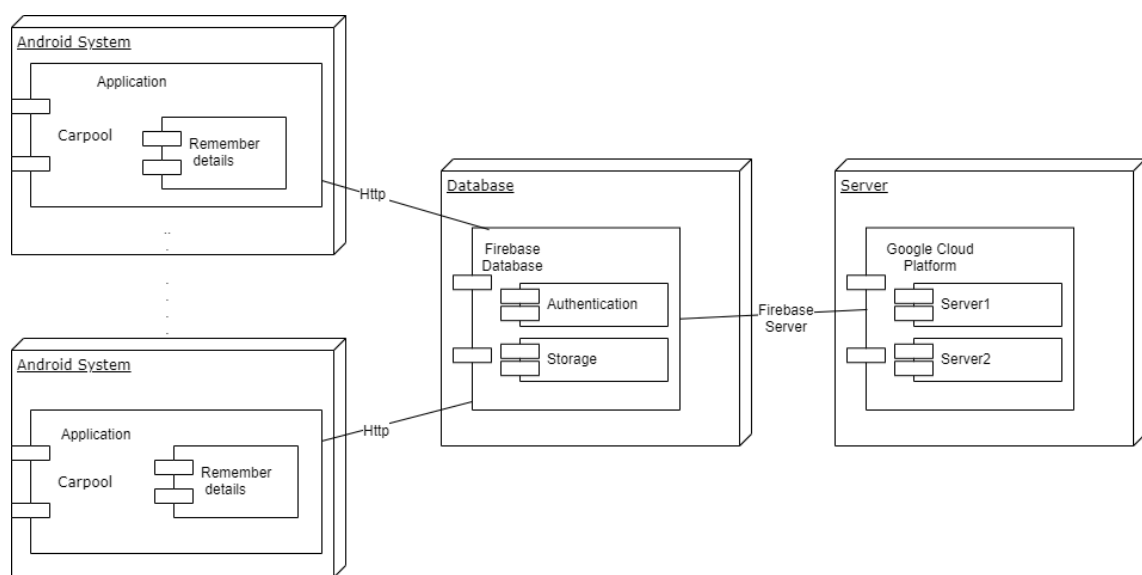 Android System
Application
Carpool
Remember
details
..
.
.
.
.
.
Android System
Application
Carpool
Remember
details
Http
Http
Database
Firebase
Database
Authentication
Storage
Firebase
Server
Server
Google Cloud
Platform
Server1
Server2